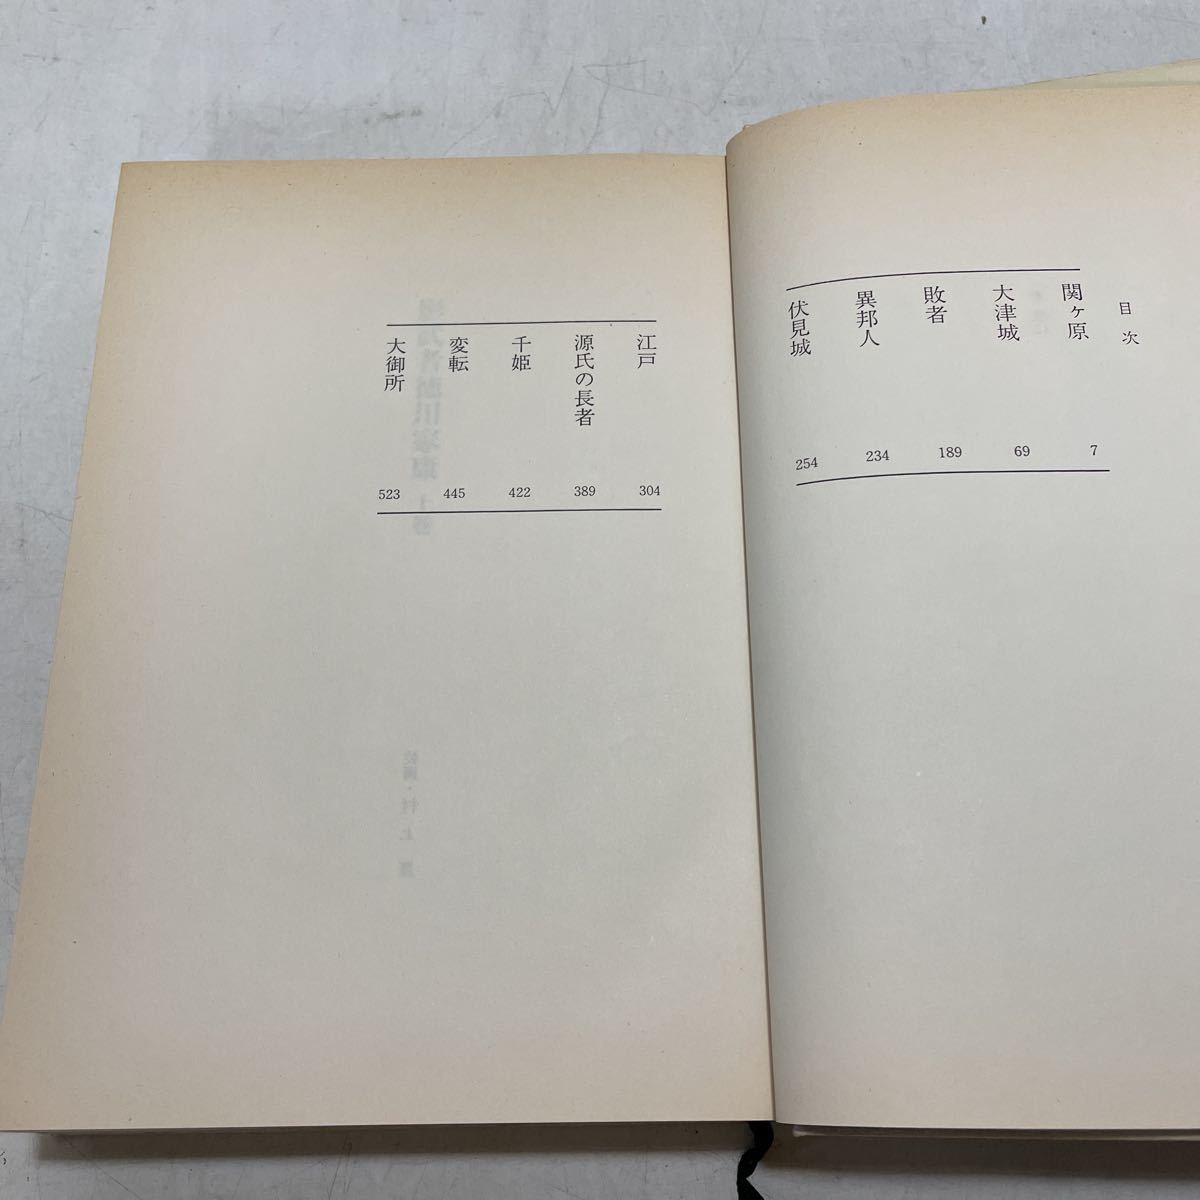 目次
関ヶ原 7
大津城 69
敗者 189
異邦人 234
伏見城 254
江戸 304
源氏の長者 389
千姫 422
変転 445
大御所 523